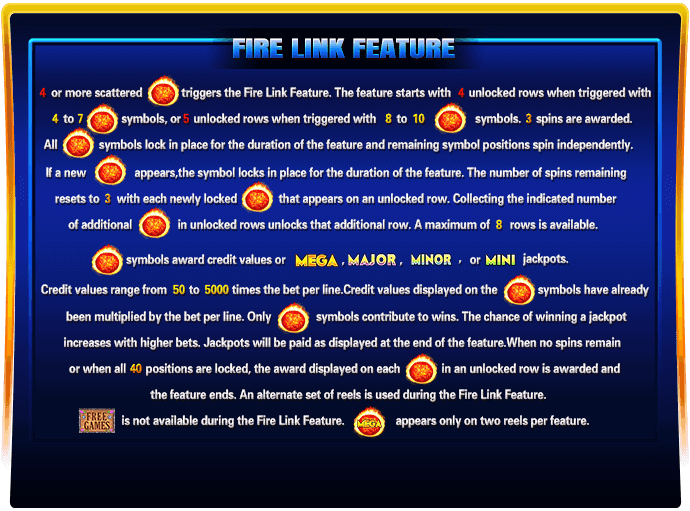 FIRE LINK FEATURE
4 or more scattered triggers the Fire Link Feature. The feature starts with 4 unlocked rows when triggered with
4 to 7 symbols, or 5 unlocked rows when triggered with 8 to 10 symbols. 3 spins are awarded.
All symbols lock in place for the duration of the feature and remaining symbol positions spin independently.
If a new appears,the symbol locks in place for the duration of the feature. The number of spins remaining
resets to 3 with each newly locked that appears on an unlocked row. Collecting the indicated number
of additional in unlocked rows unlocks that additional row. A maximum of 8 rows is available.
symbols award credit values or MEGA, MAJOR, MINOR, or MINI jackpots.
Credit values range from 50 to 5000 times the bet per line.Credit values displayed on the symbols have already
been multiplied by the bet per line. Only symbols contribute to wins. The chance of winning a jackpot
increases with higher bets. Jackpots will be paid as displayed at the end of the feature.When no spins remain
or when all 40 positions are locked, the award displayed on each in an unlocked row is awarded and
the feature ends. An alternate set of reels is used during the Fire Link Feature.
FREE GAMES is not available during the Fire Link Feature. MEGA appears only on two reels per feature.